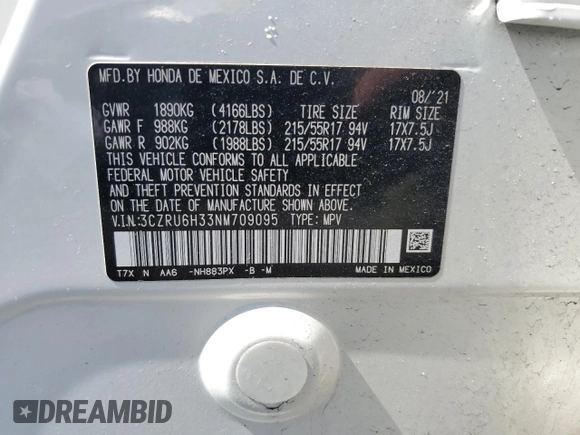 MFD.BY HONDA DE MEXICO S.A. DE C.V.
08/'21
GVWR 1890KG (4166LBS) TIRE SIZE RIM SIZE
GAWR F 988KG (2178LBS) 215/55R17 94V 17X7.5J
GAWR R 902KG (1988LBS) 215/55R17 94V 17X7.5J
THIS VEHICLE CONFORMS TO ALL APPLICABLE
FEDERAL MOTOR VEHICLE SAFETY
AND THEFT PREVENTION STANDARDS IN EFFECT
ON THE DATE OF MANUFACTURE SHOWN ABOVE
V.I.N.:3CZRU6H33NM709095 TYPE: MPV
T7X N AA6 -NH883PX -B -M MADE IN MEXICO
DREAMBID